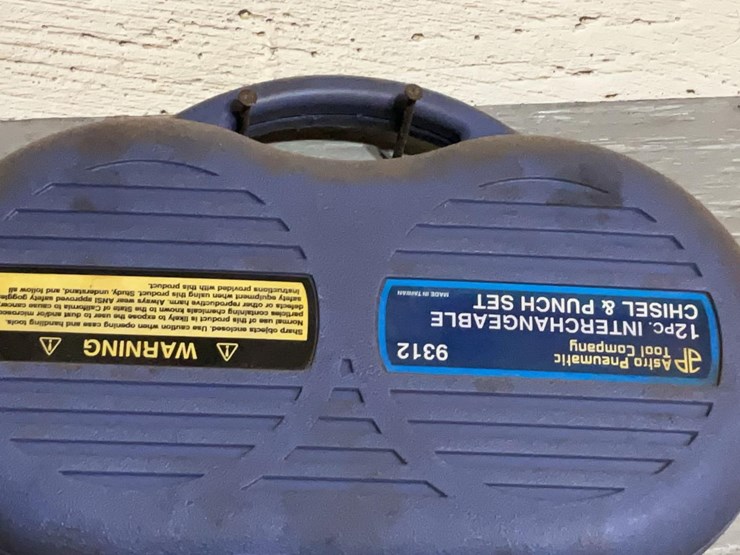 AP Astro Pneumatic
Tool Company
9312
12PC. INTERCHANGEABLE
CHISEL & PUNCH SET
MADE IN TAIWAN
⚠ WARNING ⚠
Sharp objects enclosed. Use caution when opening case and handling tools.
Normal use of this product is likely to expose the user to dust and/or microscopic
particles containing chemicals known to the State of California to cause cancer,
defects or other reproductive harm. Always wear ANSI approved safety goggles
safety equipment when using this product. Study, understand, and follow all
instructions provided with this product.